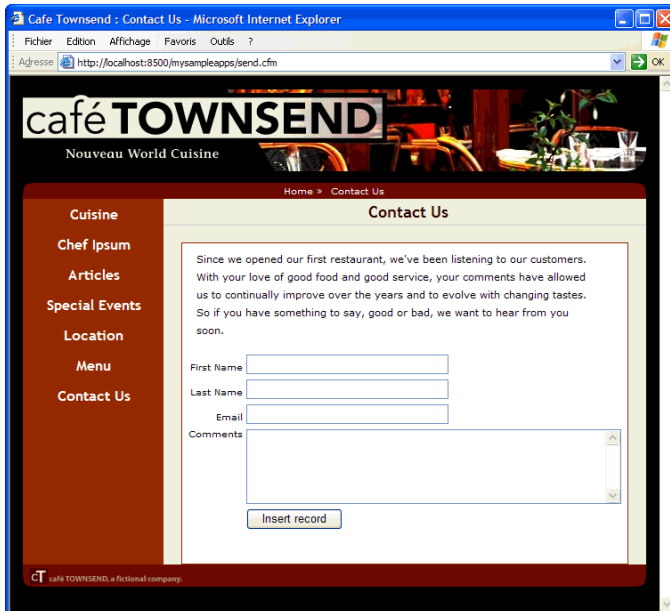 Cafe Townsend : Contact Us - Microsoft Internet Explorer
Fichier Edition Affichage Favoris Outils ?
Adresse http://localhost:8500/mysampleapps/send.cfm OK
café TOWNSEND
Nouveau World Cuisine
Home » Contact Us
Contact Us
Cuisine
Chef Ipsum
Articles
Special Events
Location
Menu
Contact Us
Since we opened our first restaurant, we've been listening to our customers.
With your love of good food and good service, your comments have allowed
us to continually improve over the years and to evolve with changing tastes.
So if you have something to say, good or bad, we want to hear from you
soon.
First Name
Last Name
Email
Comments
Insert record
cT café TOWNSEND, a fictional company.